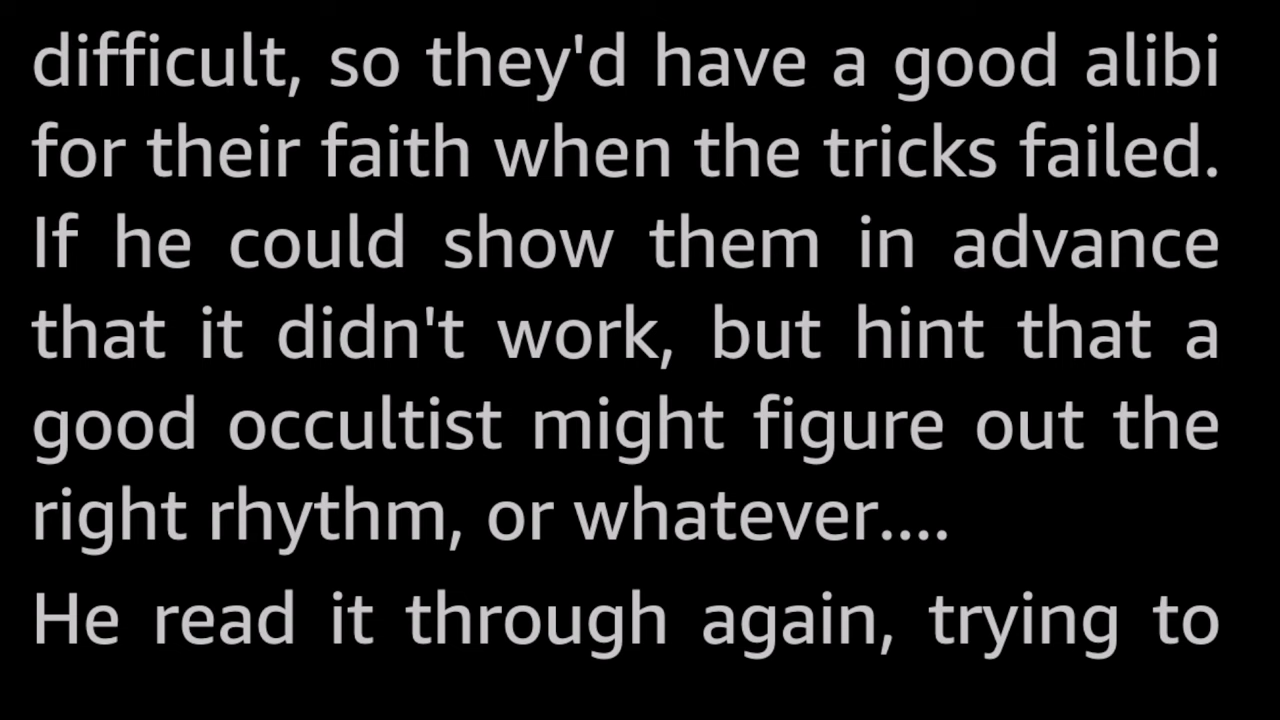 difficult, so they'd have a good alibi
for their faith when the tricks failed.
If he could show them in advance
that it didn't work, but hint that a
good occultist might figure out the
right rhythm, or whatever....
He read it through again, trying to